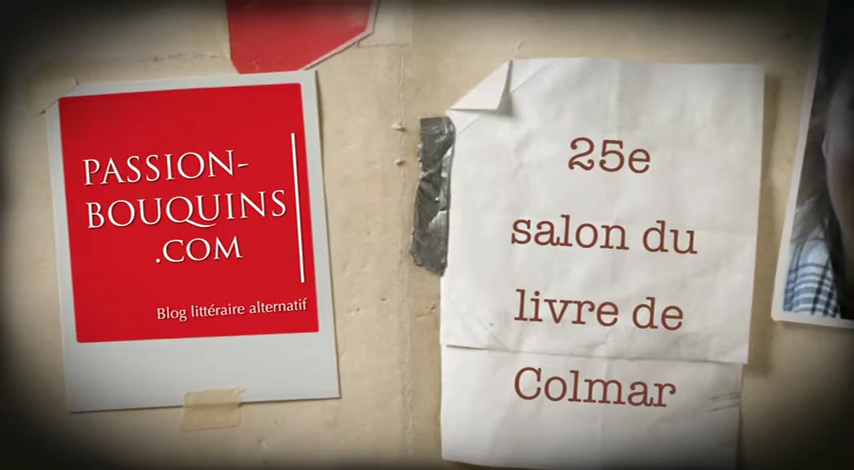 PASSION-
BOUQUINS
.COM
Blog littéraire alternatif
25e
salon du
livre de
Colmar